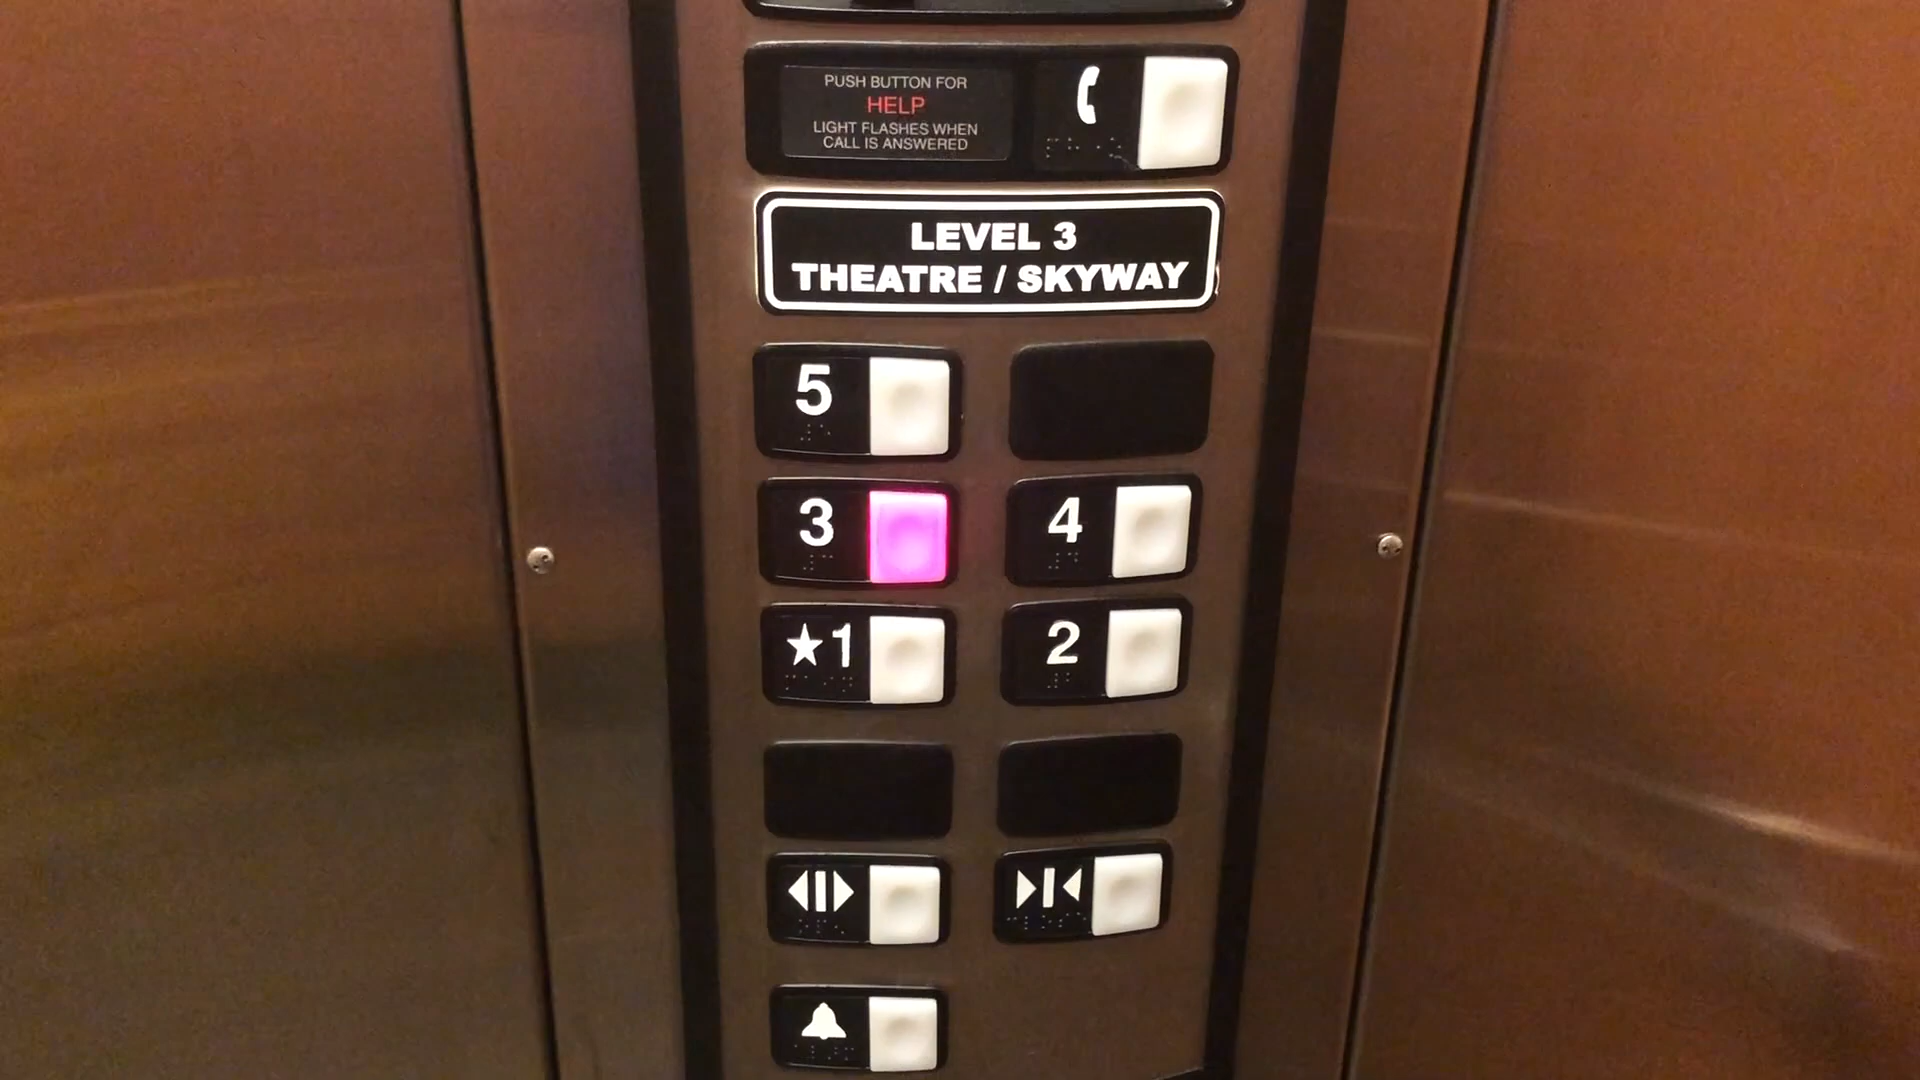 PUSH BUTTON FOR
HELP
LIGHT FLASHES WHEN
CALL IS ANSWERED
LEVEL 3
THEATRE / SKYWAY
5
3 4
★1 2